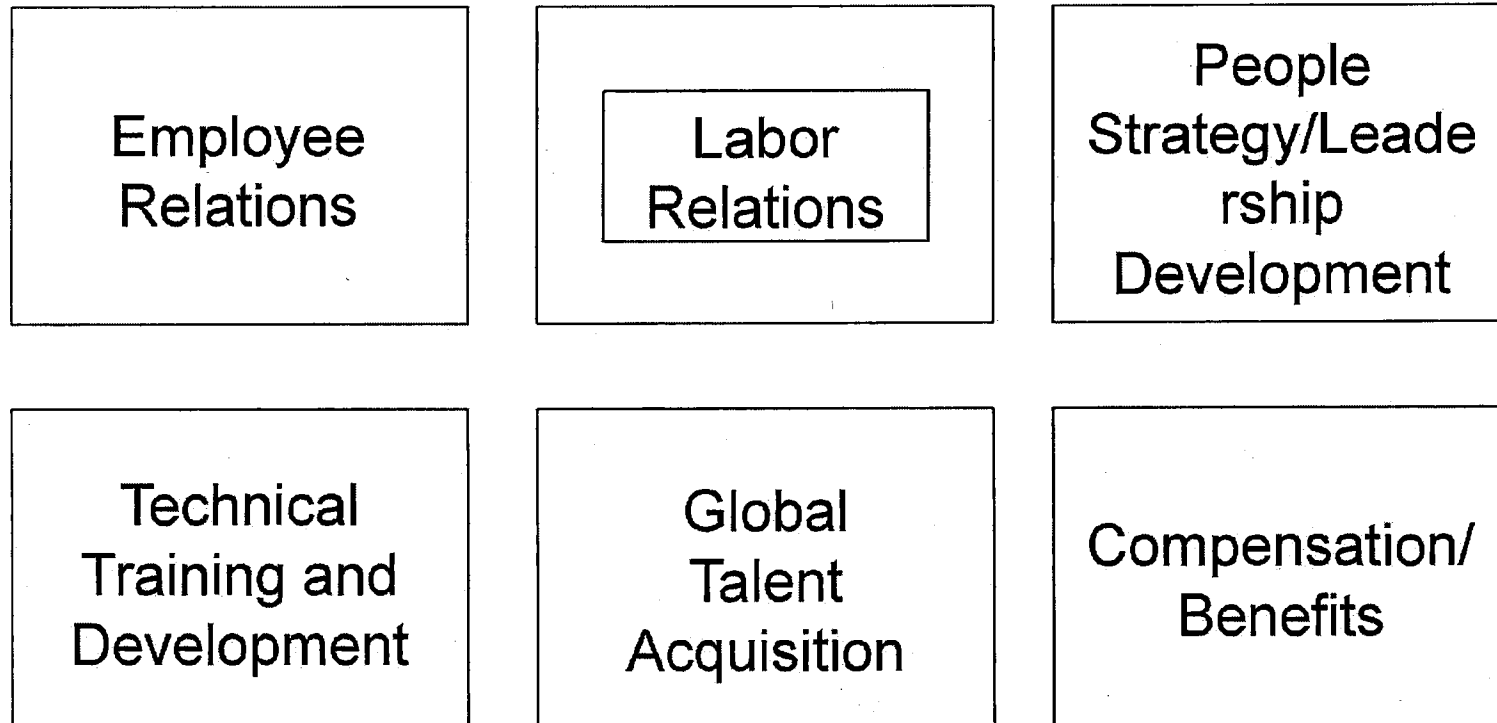 Employee
Relations
Labor
Relations
People
Strategy/Leade
rship
Development
Technical
Training and
Development
Global
Talent
Acquisition
Compensation/
Benefits